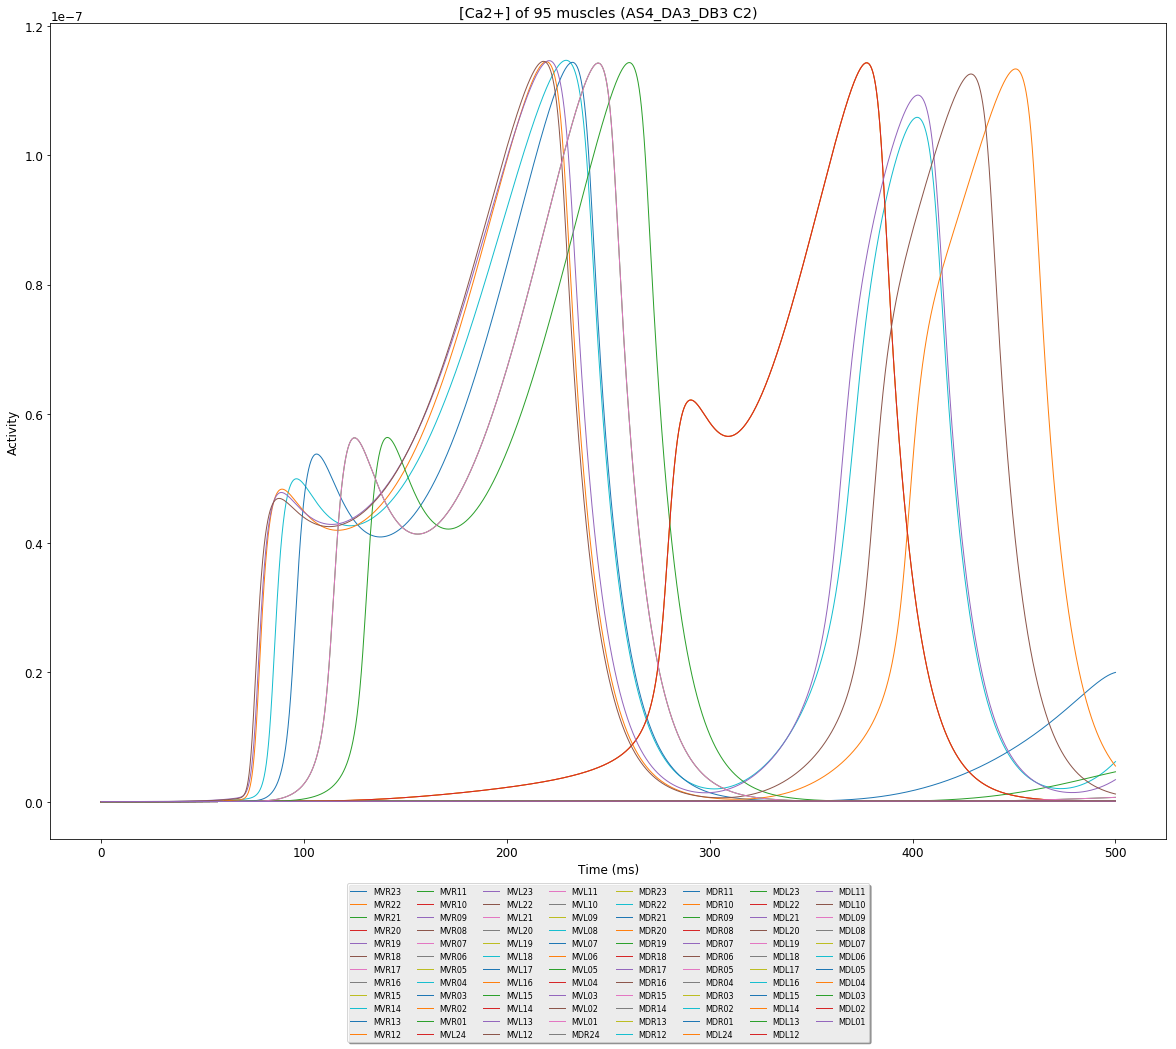 [Ca2+] of 95 muscles (AS4_DA3_DB3 C2)
1e−7
1.2
1.0
0.8
0.6
0.4
0.2
0.0
Activity
0 100 200 300 400 500
Time (ms)
MVR23 MVR11 MVL23 MVL11 MDR23 MDR11 MDL23 MDL11
MVR22 MVR10 MVL22 MVL10 MDR22 MDR10 MDL22 MDL10
MVR21 MVR09 MVL21 MVL09 MDR21 MDR09 MDL21 MDL09
MVR20 MVR08 MVL20 MVL08 MDR20 MDR08 MDL20 MDL08
MVR19 MVR07 MVL19 MVL07 MDR19 MDR07 MDL19 MDL07
MVR18 MVR06 MVL18 MVL06 MDR18 MDR06 MDL18 MDL06
MVR17 MVR05 MVL17 MVL05 MDR17 MDR05 MDL17 MDL05
MVR16 MVR04 MVL16 MVL04 MDR16 MDR04 MDL16 MDL04
MVR15 MVR03 MVL15 MVL03 MDR15 MDR03 MDL15 MDL03
MVR14 MVR02 MVL14 MVL02 MDR14 MDR02 MDL14 MDL02
MVR13 MVR01 MVL13 MVL01 MDR13 MDR01 MDL13 MDL01
MVR12 MVL24 MVL12 MDR24 MDR12 MDL24 MDL12